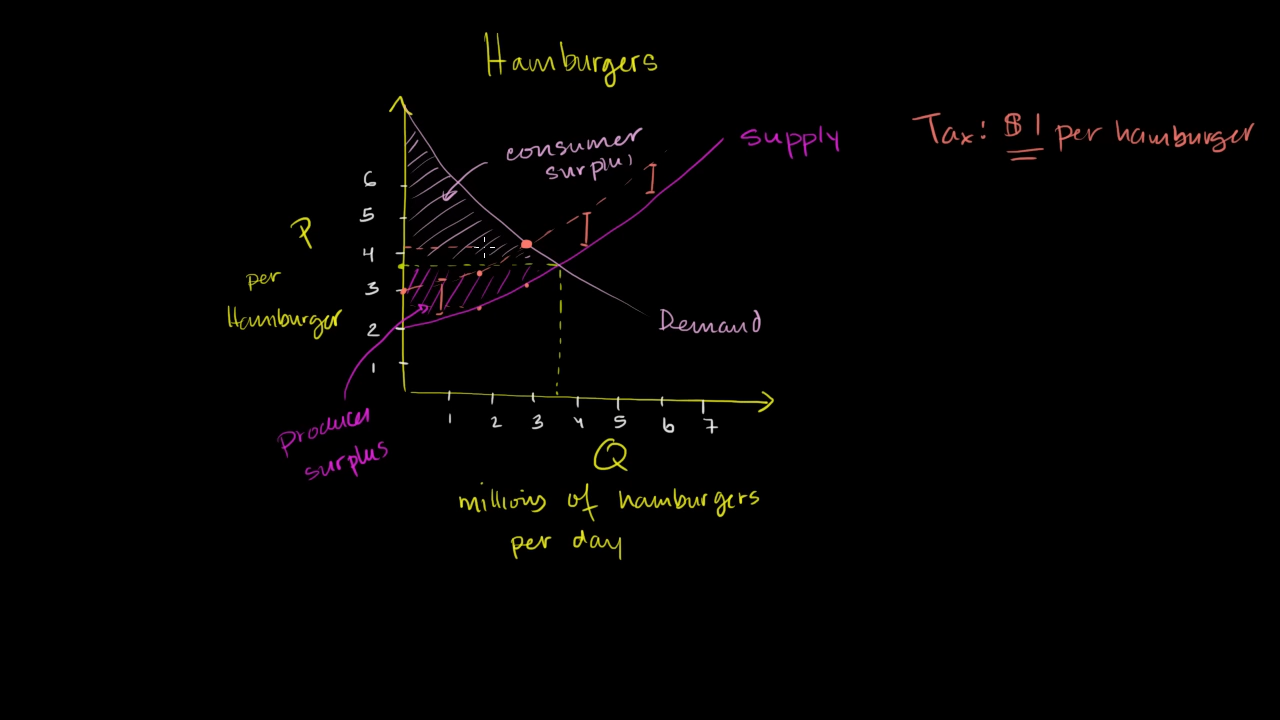 Hamburgers
Tax: $1 per hamburger
consumer
surplu
supply
P
per
Hamburger
6
5
4
3
2
1
Demand
1 2 3 4 5 6 7
Producer
surplus
Q
millions of hamburgers
per day